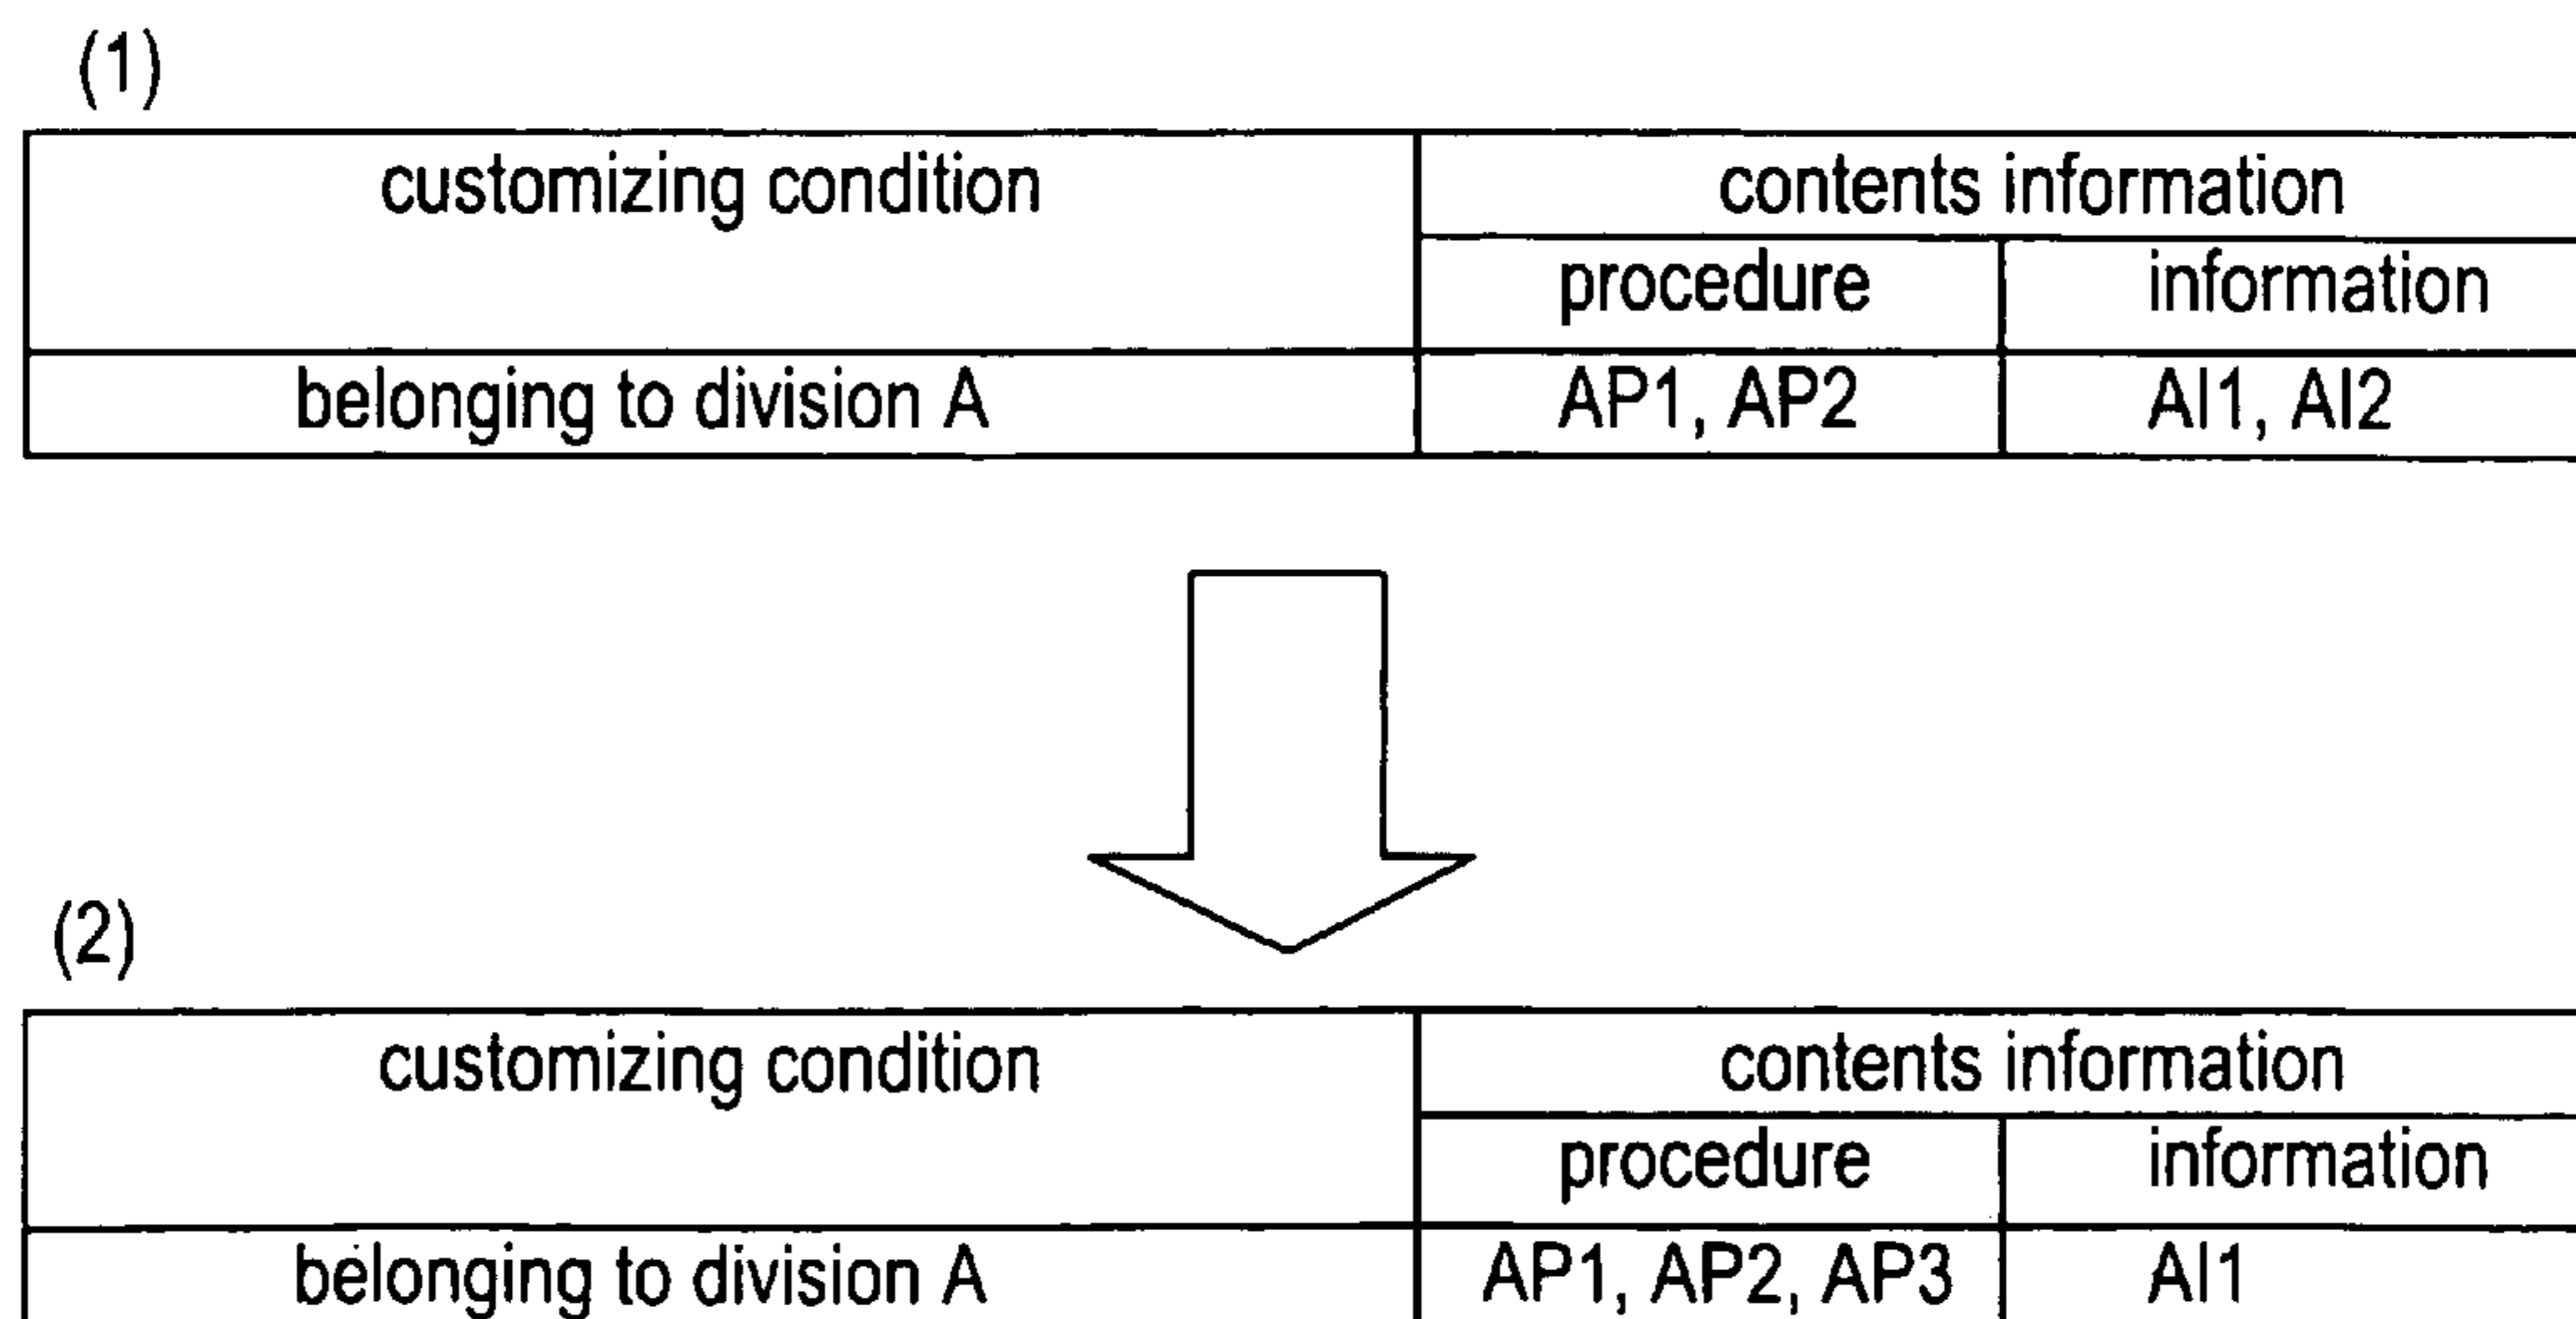 (1)
customizing condition contents information
procedure information
belonging to division A AP1, AP2 AI1, AI2
(2)
customizing condition contents information
procedure information
belonging to division A AP1, AP2, AP3 AI1